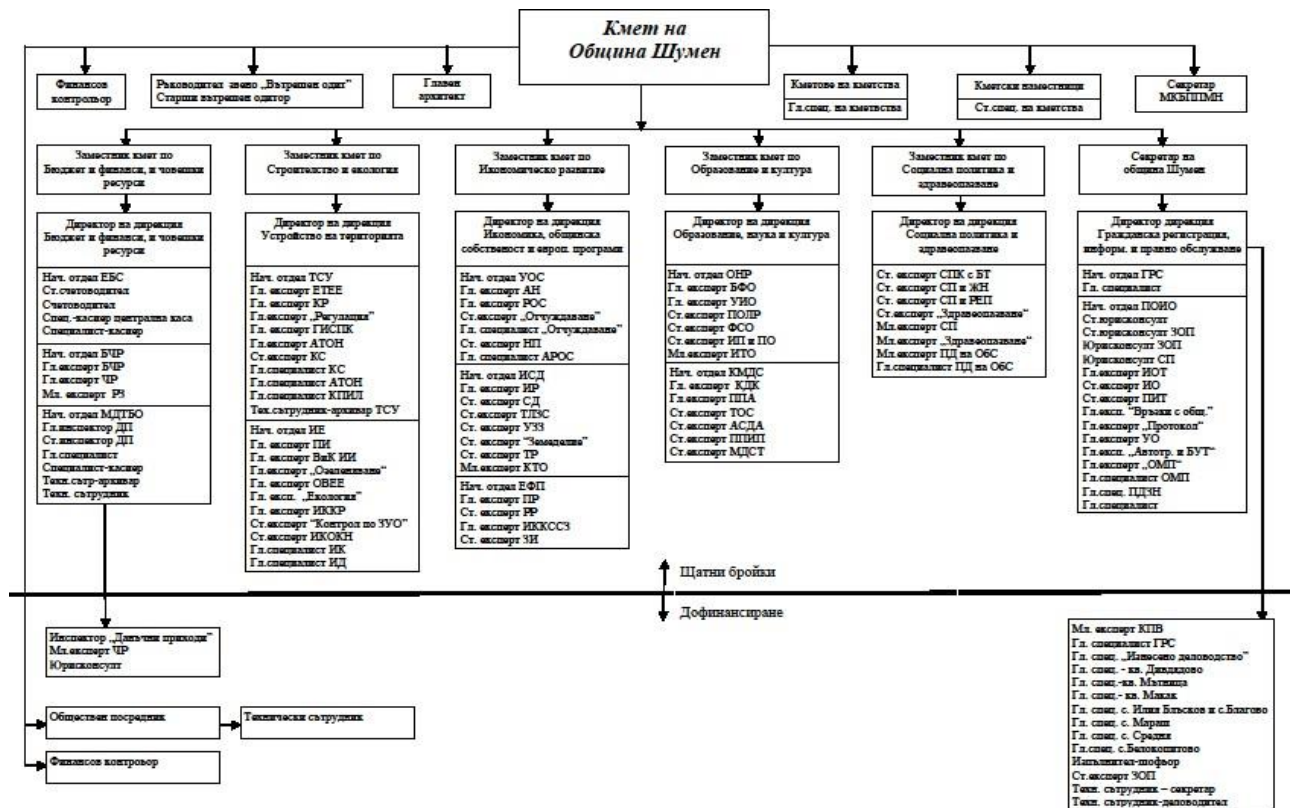 Кмет на
Община Шумен
Финансов
контрольор
Ръководител звено „Вътрешен одит”
Старши вътрешен одитор
Главен
архитект
Кметове на кметства
Гл.спец. на кметвства
Кметски наместници
Ст.спец. на кметства
Секретар
МКБППМН
Заместник кмет по
Бюджет и финанси, и човешки
ресурси
Заместник кмет по
Строителство и екология
Заместник кмет по
Икономическо развитие
Заместник кмет по
Образование и култура
Заместник кмет по
Социална политика и
здравеопазване
Секретар на
община Шумен
Директор на дирекция
Бюджет и финанси, и човешки
ресурси
Нач. отдел ЕБС
Ст.счетоводител
Счетоводител
Спец.-касиер централна каса
Специалист-касиер
Нач. отдел БЧР
Гл.експерт БЧР
Гл.експерт ЧР
Мл. експерт РЗ
Нач. отдел МДТБО
Гл.инспектор ДП
Ст.инспектор ДП
Гл.специалист
Специалист-касиер
Техн.сътр-архивар
Техн. сътрудник
Директор на дирекция
Устройство на територията
Нач. отдел ТСУ
Гл. експерт ЕТЕЕ
Гл. експерт КР
Гл.експерт „Регулация”
Гл. експерт ГИСПК
Гл.експерт АТОН
Ст.експерт КС
Гл.специалист КС
Гл.специалист АТОН
Гл.специалист КПИЛ
Тех.сътрудник-архивар ТСУ
Нач. отдел ИЕ
Гл. експерт ПИ
Гл. експерт ВиК ИИ
Гл.експерт „Озеленяване”
Гл. експерт ОВЕЕ
Гл. експ. „Екология”
Гл. експерт ИККР
Ст.експерт “Контрол по ЗУО”
Ст.експерт ИКОКН
Гл.специалист ИК
Гл.специалист ИД
Директор на дирекция
Икономика, общинска
собственост и европ. програми
Нач. отдел УОС
Гл. експерт АН
Гл. експерт РОС
Ст.експерт „Отчуждаване”
Гл. специалист „Отчуждаване”
Ст. експерт НП
Гл. специалист АРОС
Нач. отдел ИСД
Гл. експерт ИР
Ст. експерт СД
Ст.експерт ТЛЗС
Ст.експерт УЗЗ
Ст. експерт “Земеделие”
Ст. експерт ТР
Мл.експерт КТО
Нач. отдел ЕФП
Гл. експерт ПР
Ст. експерт РР
Гл. експерт ИККССЗ
Ст. експерт ЗИ
Директор на дирекция
Образование, наука и култура
Нач. отдел ОНР
Гл. експерт БФО
Гл. експерт УИО
Ст.експерт ПОЛР
Ст.експерт ФСО
Ст.експерт ИП и ПО
Мл.експерт ИТО
Нач. отдел КМДС
Гл. експерт КДК
Гл.експерт ППА
Ст.експерт ТОС
Ст.експерт АСДА
Ст.експерт ППИП
Ст.експерт МДСТ
Директор на дирекция
Социална политика и
здравеопазване
Ст. експерт СПК с БТ
Ст. експерт СП и ЖН
Ст. експерт СП и РЕП
Ст.експерт „Здравеопазване”
Мл.експерт СП
Мл.експерт „Здравеопазване”
Мл.експерт ПД на ОбС
Гл.специалист ПД на ОбС
Директор дирекция
Гражданска регистрация,
информ. и правно обслужване
Нач. отдел ГРС
Гл. специалист
Нач. отдел ПОИО
Ст.юрисконсулт
Ст.юрисконсулт ЗОП
Юрисконсулт ЗОП
Юрисконсулт СП
Гл.експерт ИОТ
Ст.експерт ИО
Ст.експерт ПИТ
Гл.експ. “Връзки с общ.”
Гл.експерт „Протокол”
Гл.експерт УО
Гл.експ. „Автотр. и БУТ”
Гл.експерт „ОМП”
Гл.специалист ОМП
Гл.спец. ПДЗН
Гл.специалист
Щатни бройки
Дофинансиране
Инспектор „Данъчни приходи”
Мл.експерт ЧР
Юрисконсулт
Обществен посредник
Технически сътрудник
Финансов контрольор
Мл. експерт КПВ
Гл. специалист ГРС
Гл. спец. „Изнесено деловодство”
Гл. спец. - кв. Дивдядово
Гл. спец.-кв. Мътница
Гл. спец.- кв. Макак
Гл. спец. с. Илия Блъсков и с.Благово
Гл. спец. с. Мараш
Гл. спец. с. Средня
Гл.спец. с.Белокопитово
Изпълнител-шофьор
Ст.експерт ЗОП
Техн. сътрудник – секретар
Техн. сътрудник-деловодител